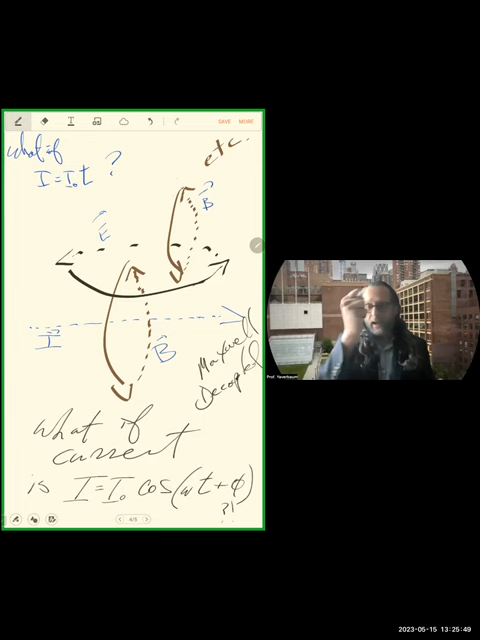 SAVE MORE
what if
I = I₀t ?
etc.
B
E
I
B
Maxwell
Decoupled
what if
current
is I = I₀ cos(ωt + φ)
?!
4/5
Prof. Yaverbaum
2023-05-15 13:25:49